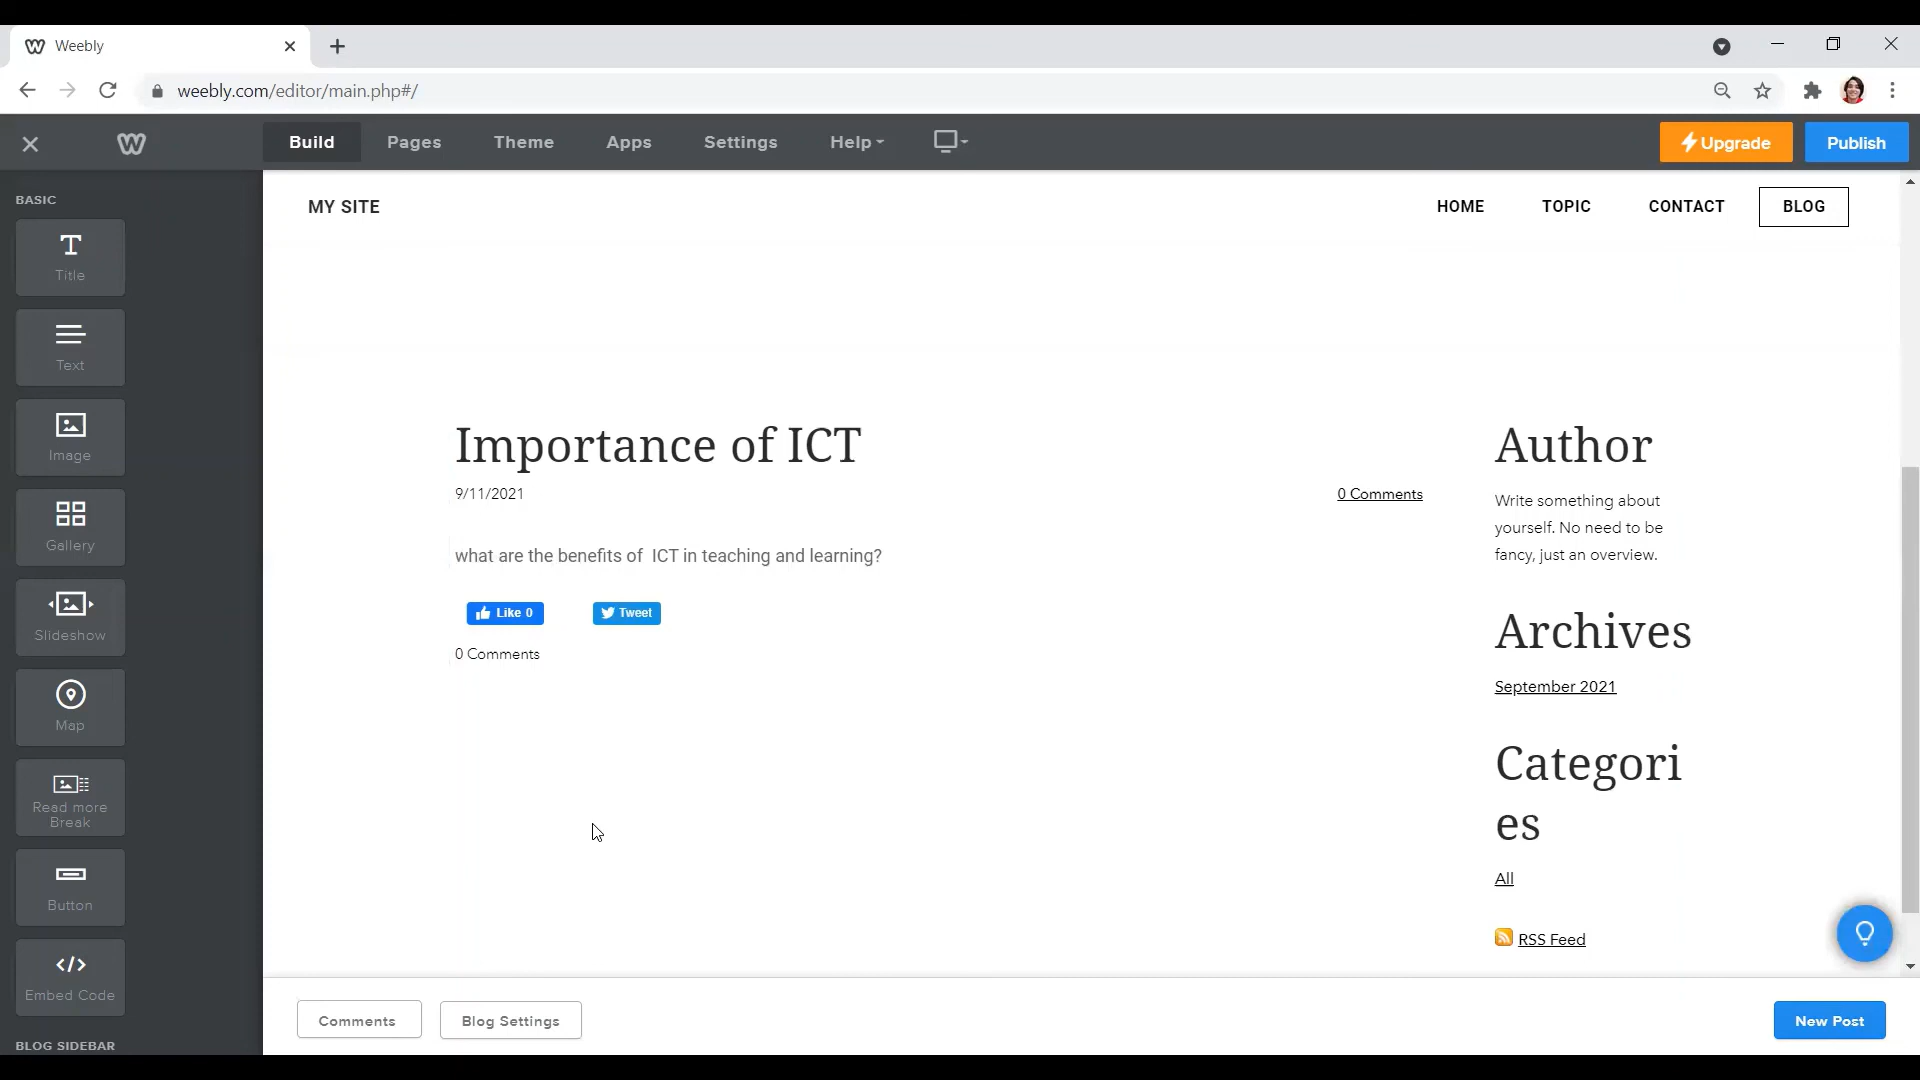 Weebly
weebly.com/editor/main.php#/
Build
Pages
Theme
Apps
Settings
Help
Upgrade
Publish
BASIC
Title
Text
Image
Gallery
Slideshow
Map
Read more
Break
Button
Embed Code
BLOG SIDEBAR
MY SITE
HOME
TOPIC
CONTACT
BLOG
Importance of ICT
9/11/2021
0 Comments
what are the benefits of  ICT in teaching and learning?
Like 0
Tweet
0 Comments
Author
Write something about
yourself. No need to be
fancy, just an overview.
Archives
September 2021
Categori
es
All
RSS Feed
Comments
Blog Settings
New Post